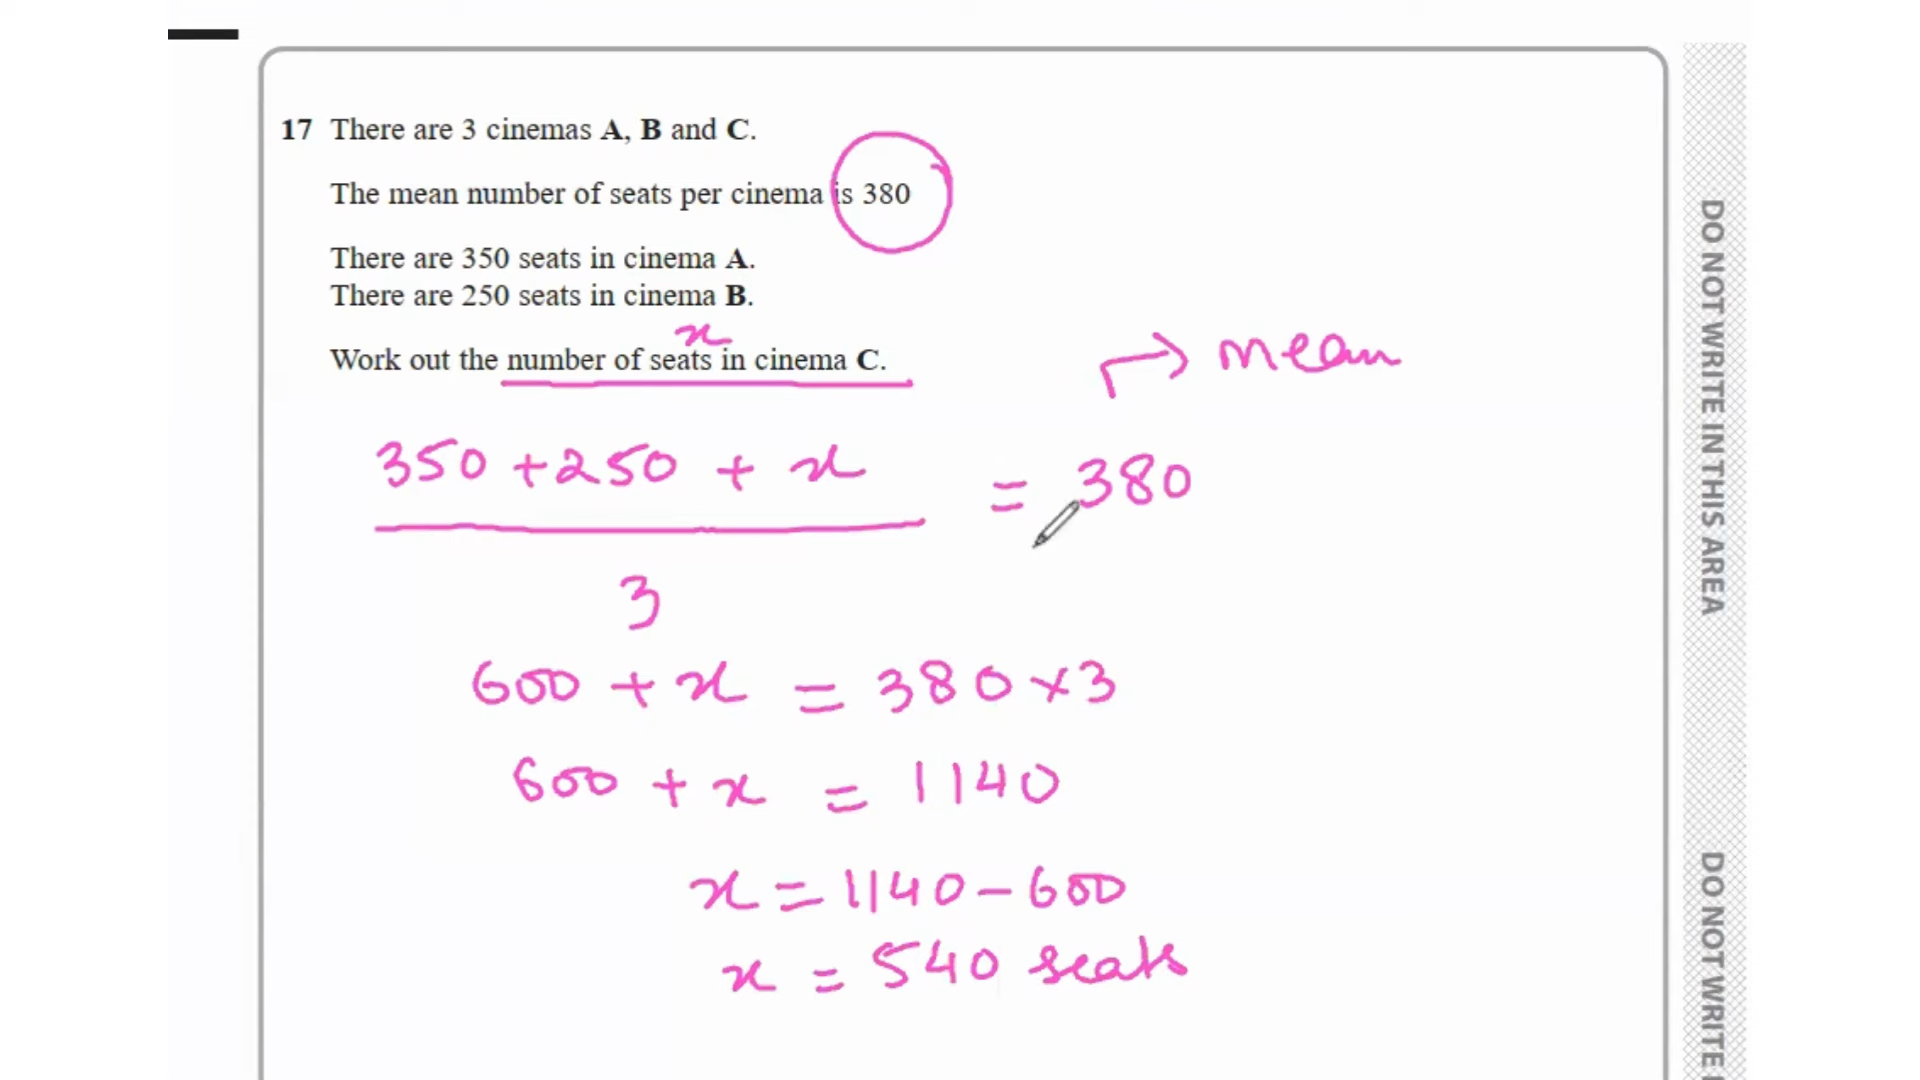 17 There are 3 cinemas A, B and C.
The mean number of seats per cinema is 380
There are 350 seats in cinema A.
There are 250 seats in cinema B.
x
Work out the number of seats in cinema C.
→ mean
350 + 250 + x
= 380
3
600 + x = 380 × 3
600 + x = 1140
x = 1140 - 600
x = 540 seats
DO NOT WRITE IN THIS AREA
DO NOT WRITE